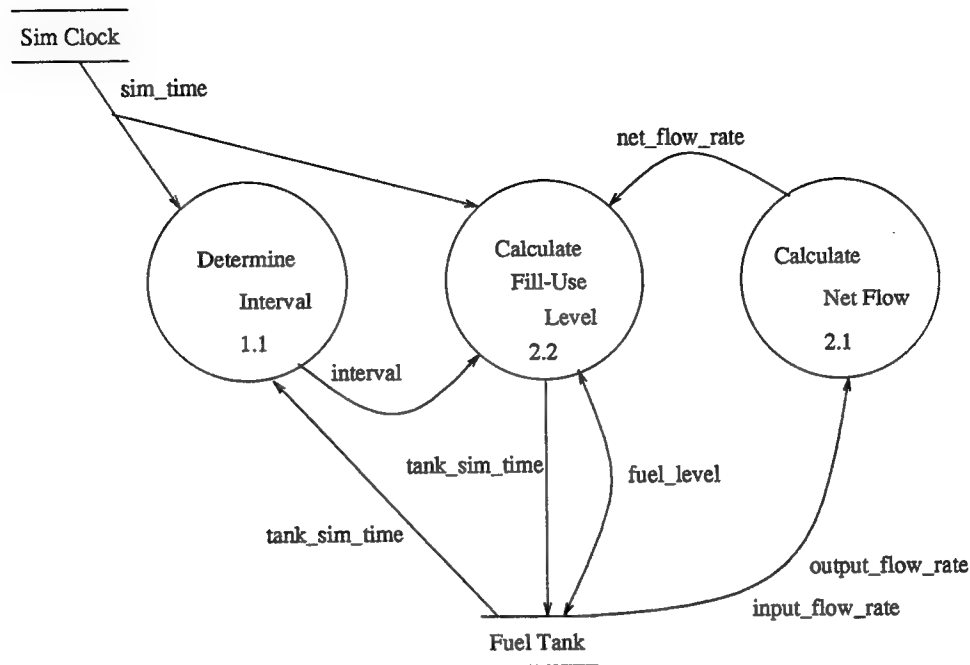 Sim Clock
sim_time
net_flow_rate
Determine
Interval
1.1
Calculate
Fill-Use
Level
2.2
Calculate
Net Flow
2.1
interval
tank_sim_time
fuel_level
tank_sim_time
output_flow_rate
input_flow_rate
Fuel Tank